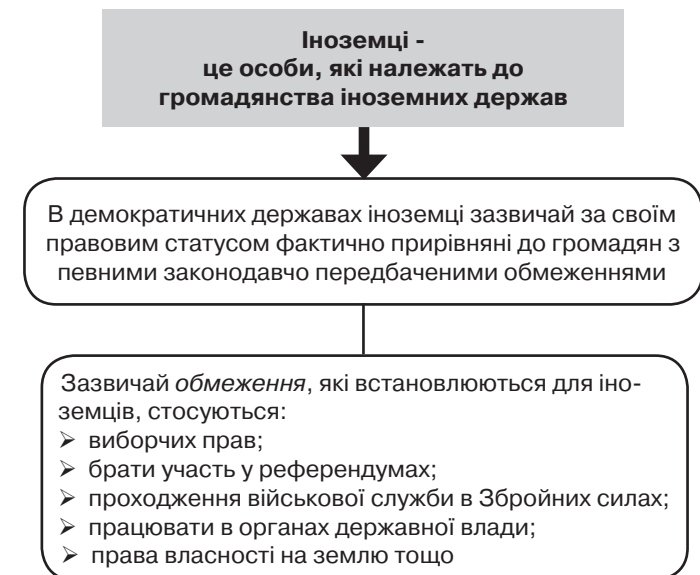 Іноземці -
це особи, які належать до
громадянства іноземних держав
В демократичних державах іноземці зазвичай за своїм
правовим статусом фактично прирівняні до громадян з
певними законодавчо передбаченими обмеженнями
Зазвичай обмеження, які встановлюються для іно-
земців, стосуються:
➢ виборчих прав;
➢ брати участь у референдумах;
➢ проходження військової служби в Збройних силах;
➢ працювати в органах державної влади;
➢ права власності на землю тощо